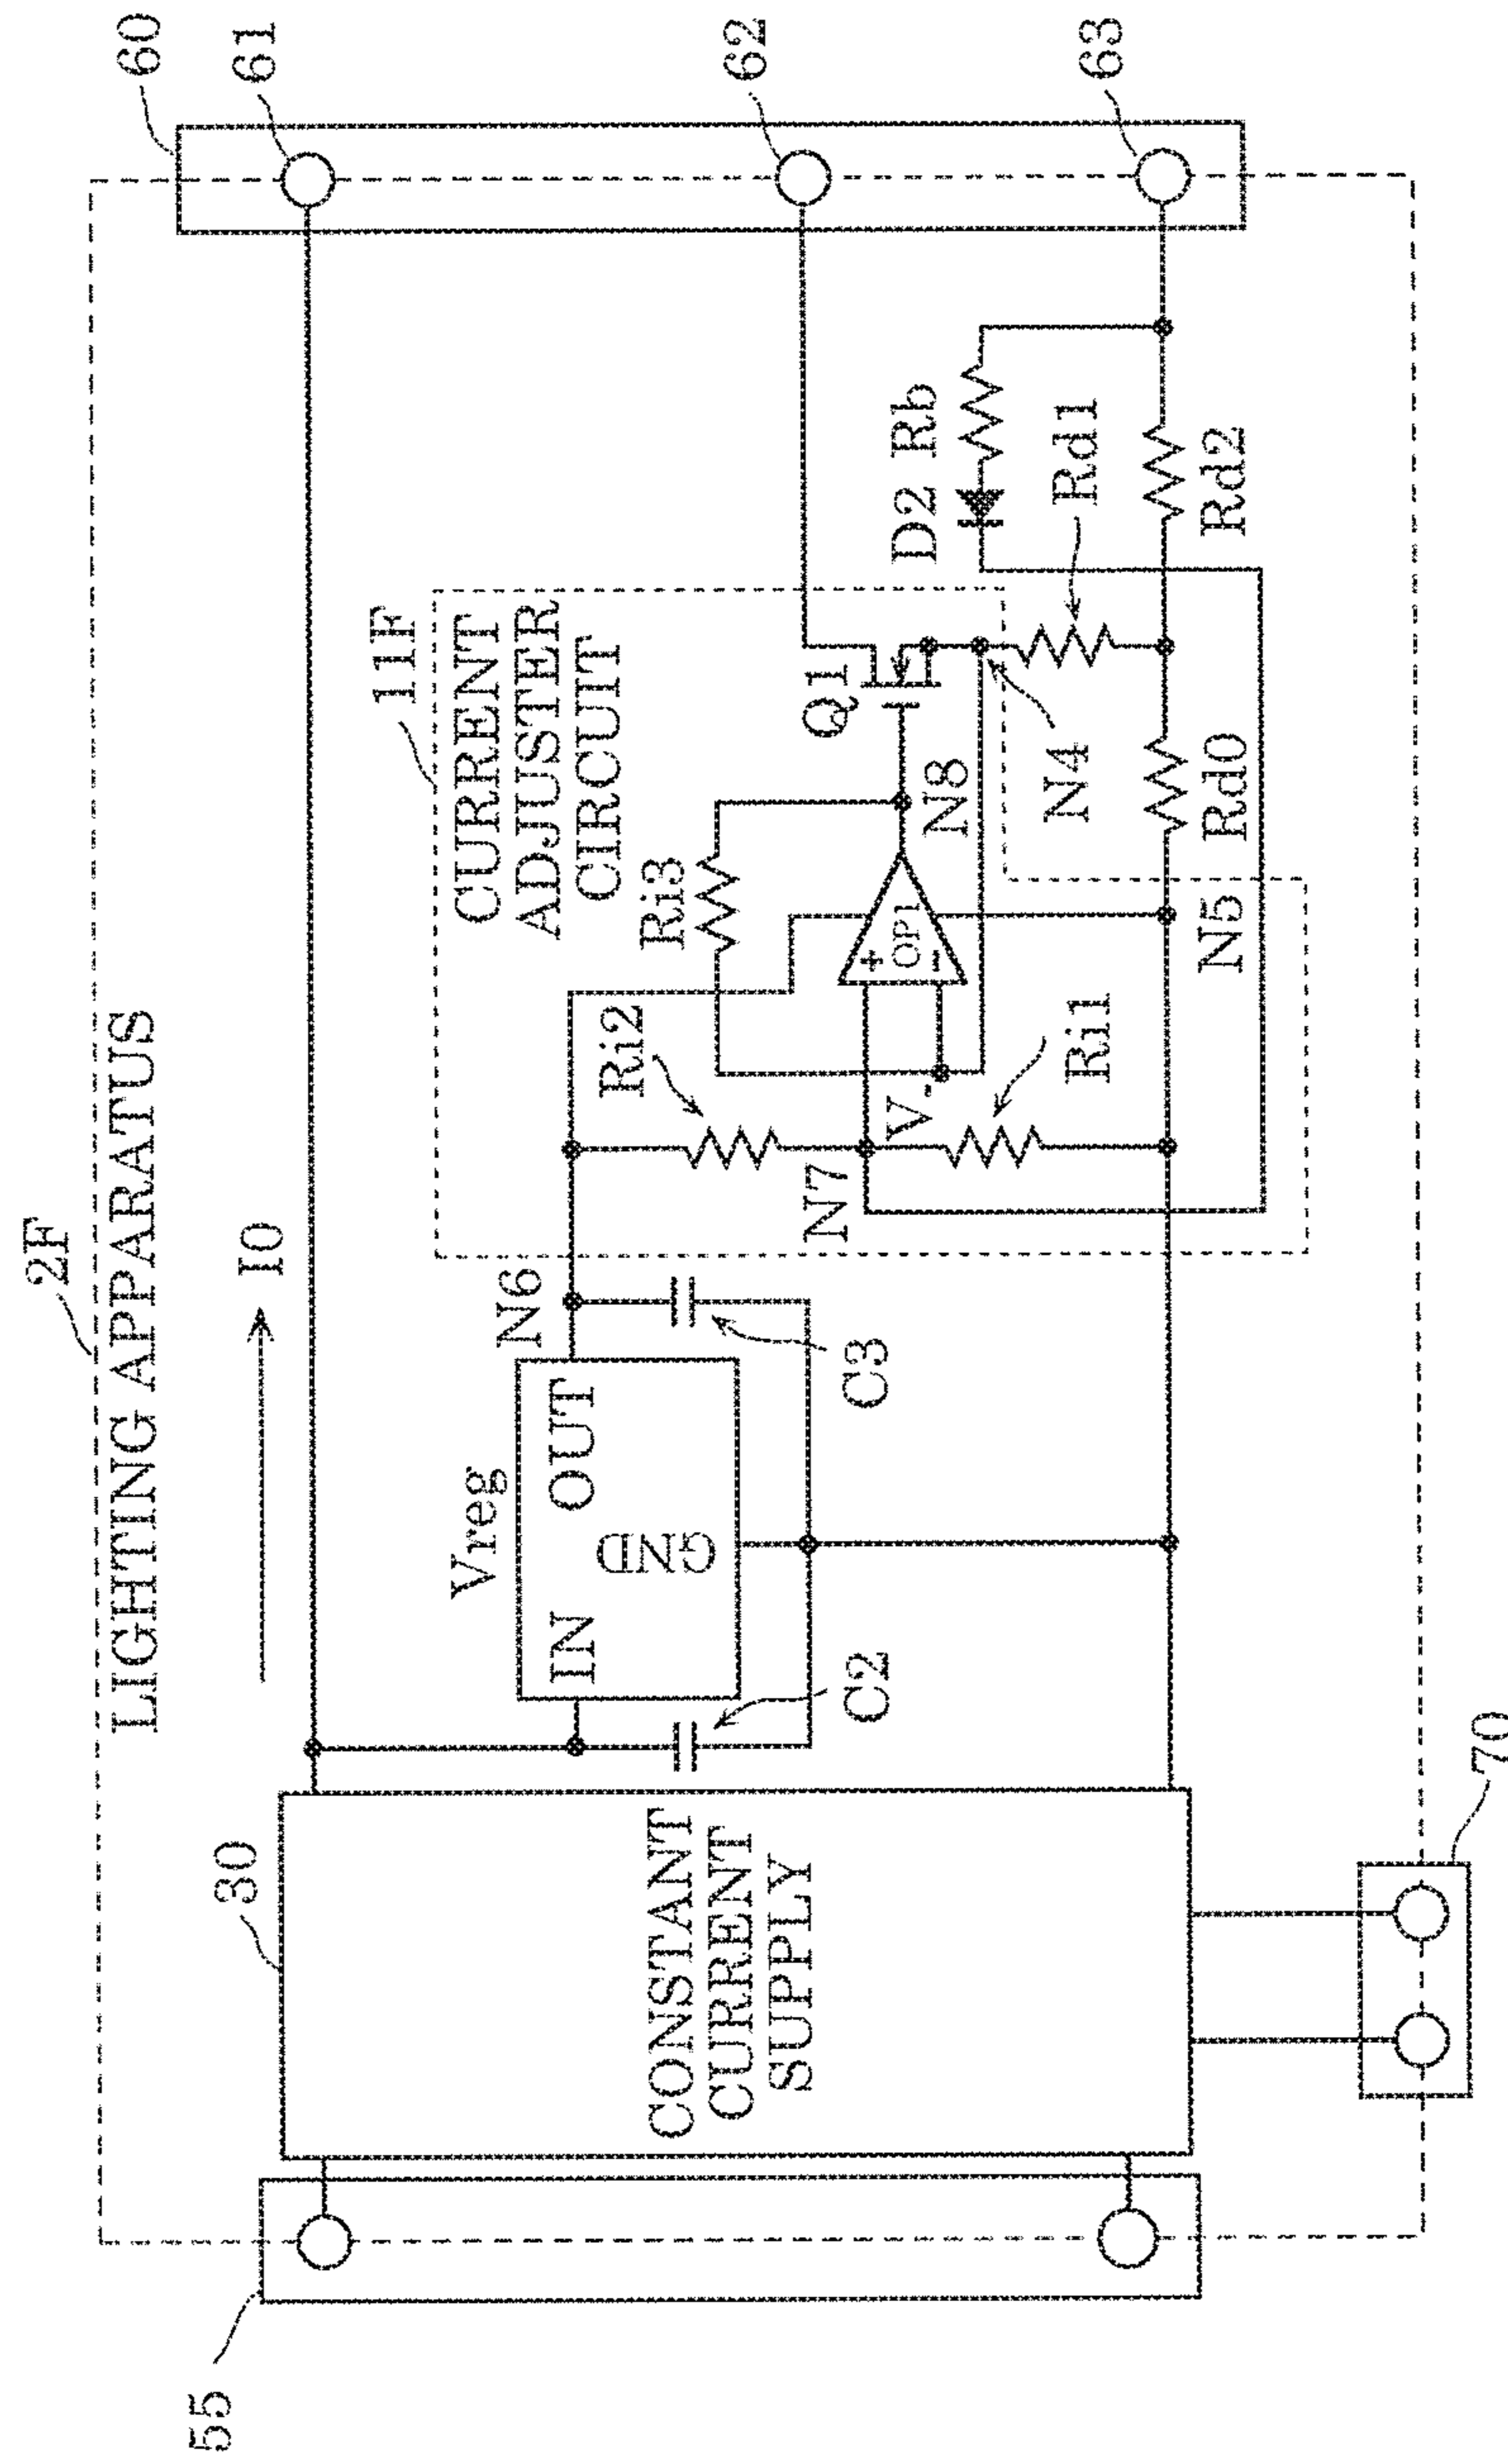 2F
LIGHTING APPARATUS
60
61
62
63
I0
11F
CURRENT
ADJUSTER
CIRCUIT
30
CONSTANT
CURRENT
SUPPLY
Vreg
IN
OUT
GND
N6
C2
C3
Ri2
Ri3
N7
V-
+
OP1
-
Ri1
N8
Q1
N4
N5
Rd0
D2
Rb
Rd1
Rd2
55
70